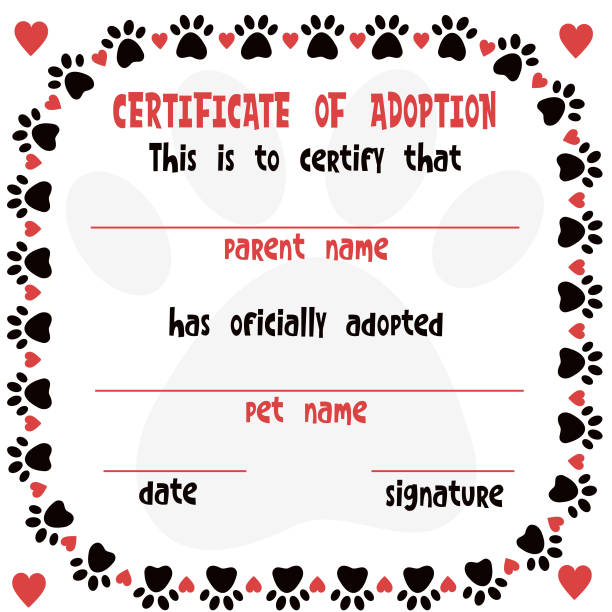 CERTIFICATE OF ADOPTION
This is to certify that
parent name
has oficially adopted
pet name
date signature